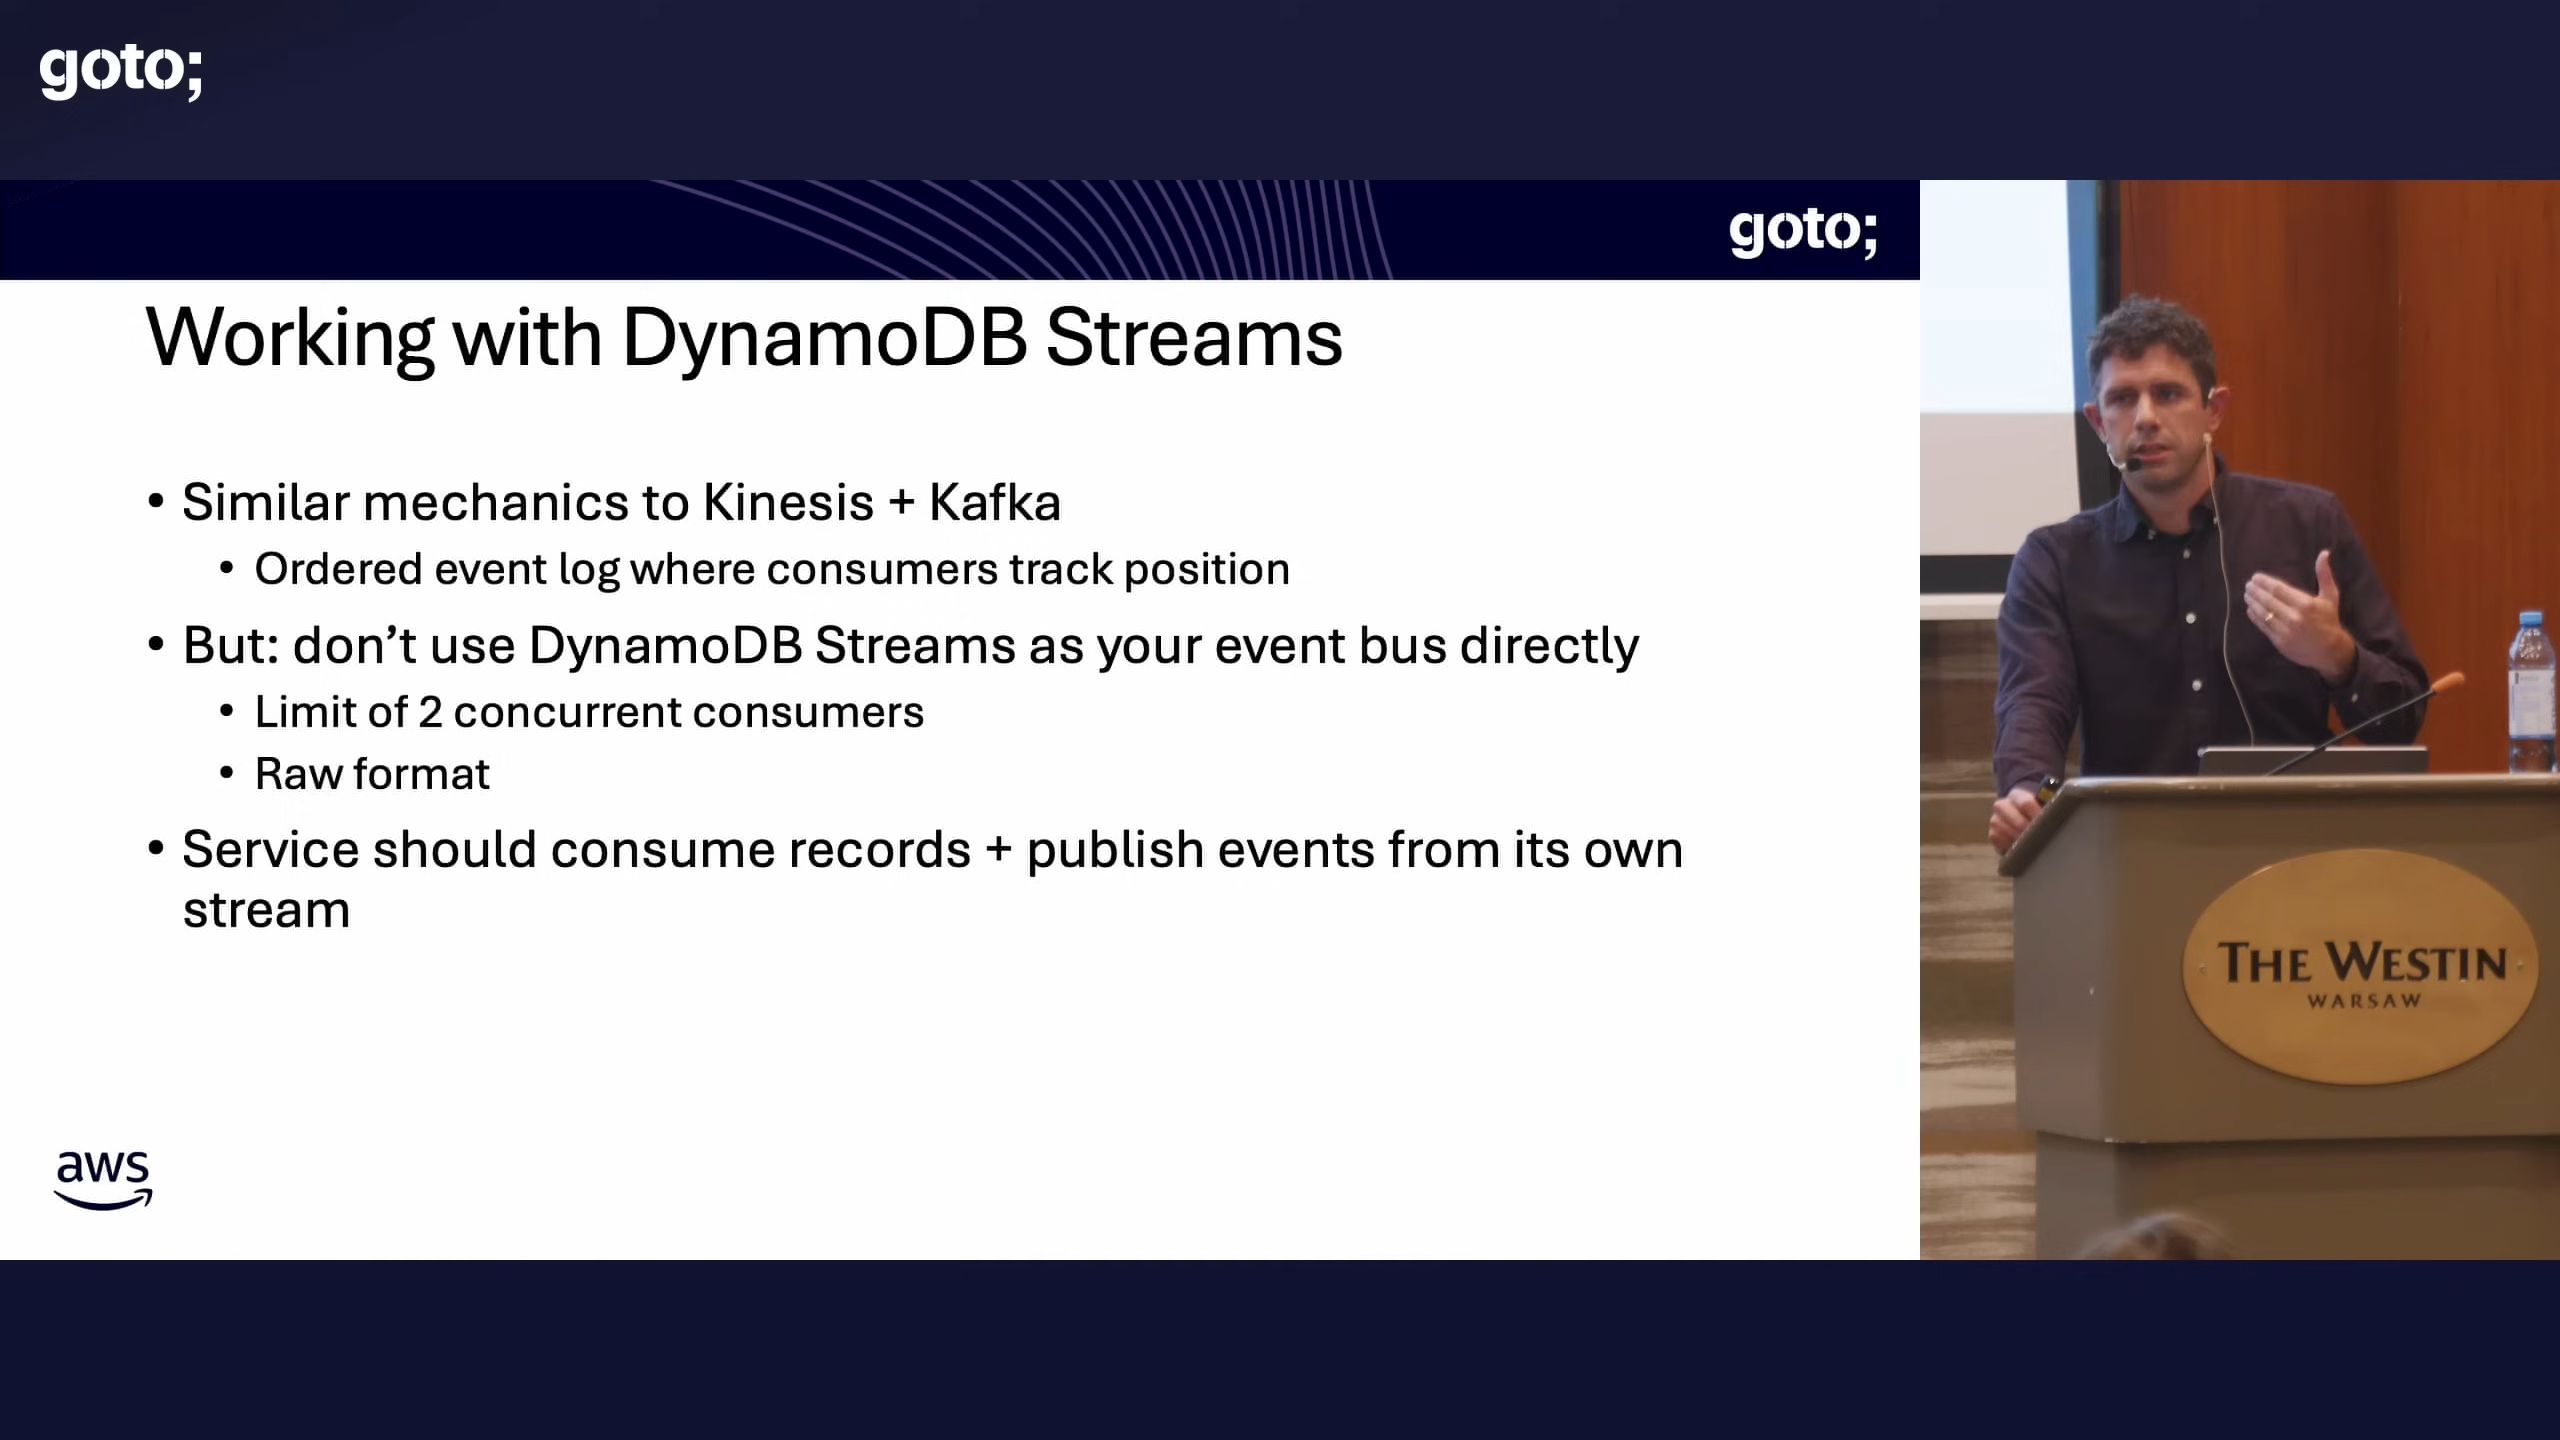 goto;
goto;
Working with DynamoDB Streams
• Similar mechanics to Kinesis + Kafka
• Ordered event log where consumers track position
• But: don’t use DynamoDB Streams as your event bus directly
• Limit of 2 concurrent consumers
• Raw format
• Service should consume records + publish events from its own
stream
aws
THE WESTIN
WARSAW